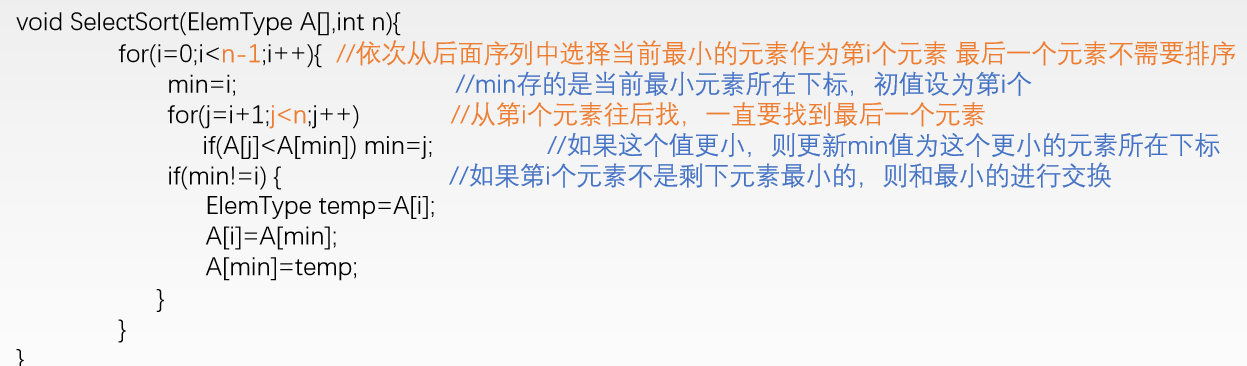 void SelectSort(ElemType A[],int n){
for(i=0;i<n-1;i++){ //依次从后面序列中选择当前最小的元素作为第i个元素 最后一个元素不需要排序
min=i; //min存的是当前最小元素所在下标，初值设为第i个
for(j=i+1;j<n;j++) //从第i个元素往后找，一直要找到最后一个元素
if(A[j]<A[min]) min=j; //如果这个值更小，则更新min值为这个更小的元素所在下标
if(min!=i) { //如果第i个元素不是剩下元素最小的，则和最小的进行交换
ElemType temp=A[i];
A[i]=A[min];
A[min]=temp;
}
}
}